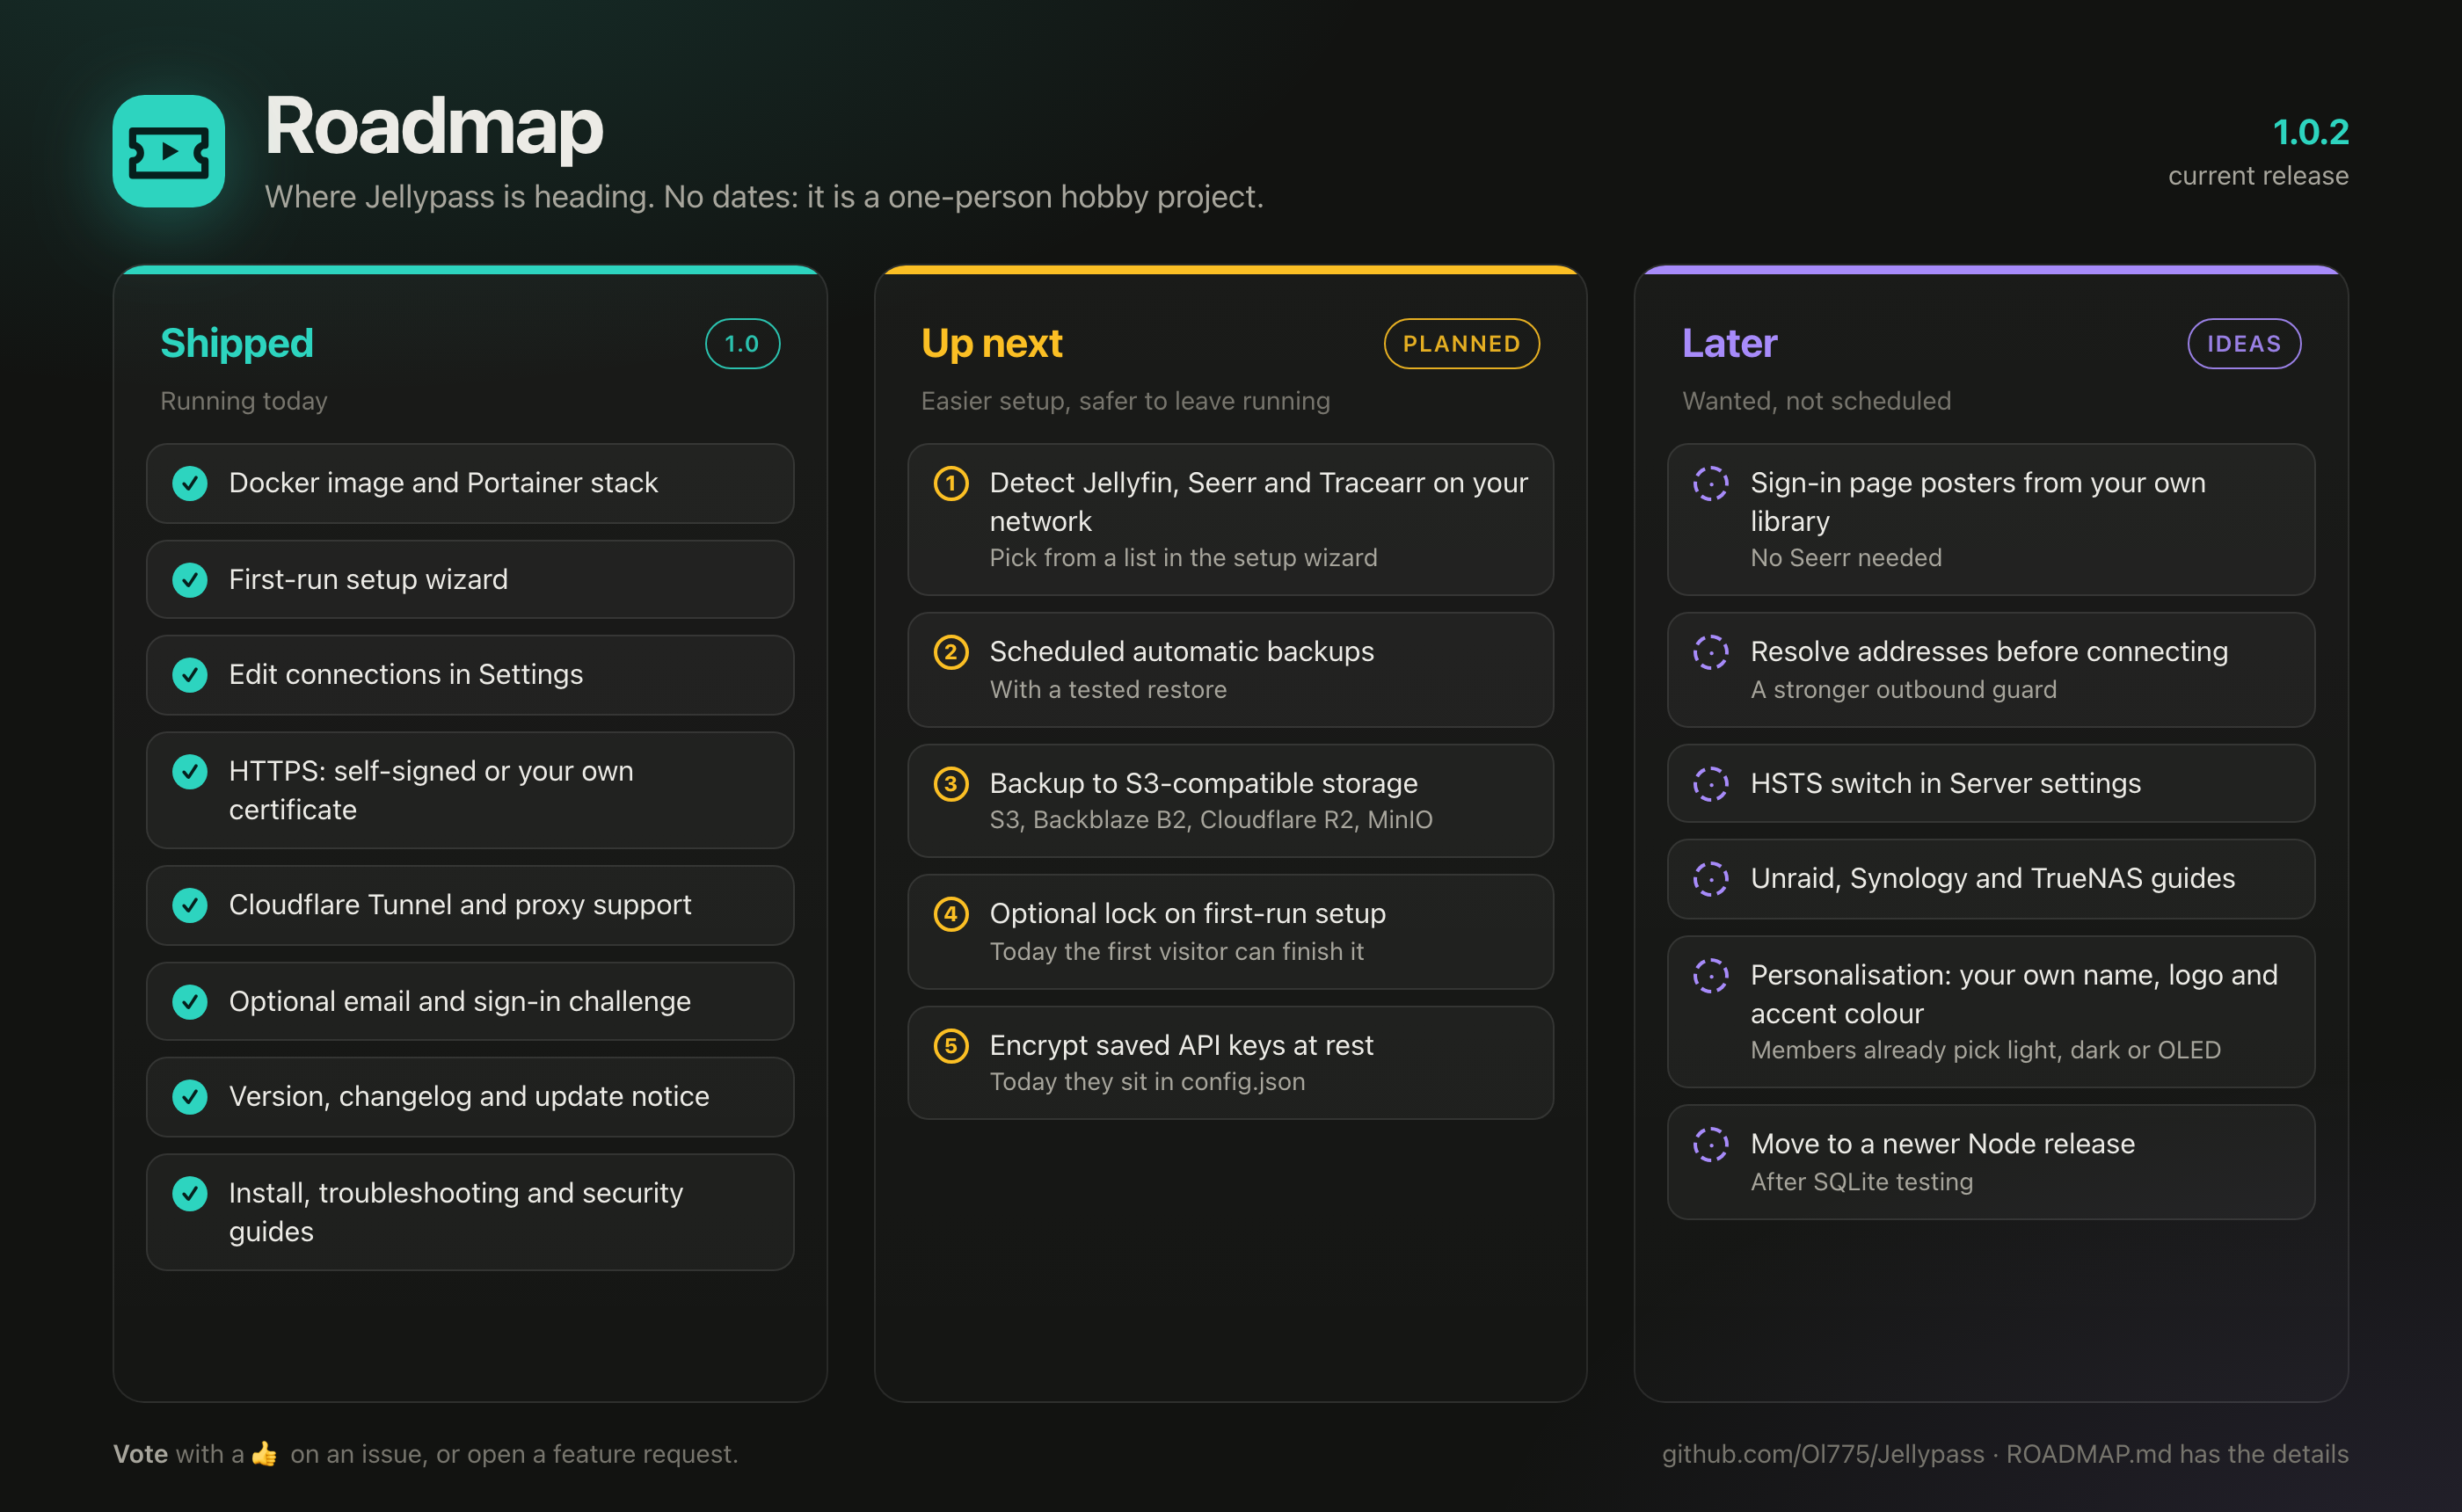 Roadmap
Where Jellypass is heading. No dates: it is a one-person hobby project.
1.0.2
current release
Shipped
1.0
Running today
Docker image and Portainer stack
First-run setup wizard
Edit connections in Settings
HTTPS: self-signed or your own
certificate
Cloudflare Tunnel and proxy support
Optional email and sign-in challenge
Version, changelog and update notice
Install, troubleshooting and security
guides
Up next
PLANNED
Easier setup, safer to leave running
1 Detect Jellyfin, Seerr and Tracearr on your
network
Pick from a list in the setup wizard
2 Scheduled automatic backups
With a tested restore
3 Backup to S3-compatible storage
S3, Backblaze B2, Cloudflare R2, MinIO
4 Optional lock on first-run setup
Today the first visitor can finish it
5 Encrypt saved API keys at rest
Today they sit in config.json
Later
IDEAS
Wanted, not scheduled
Sign-in page posters from your own
library
No Seerr needed
Resolve addresses before connecting
A stronger outbound guard
HSTS switch in Server settings
Unraid, Synology and TrueNAS guides
Personalisation: your own name, logo and
accent colour
Members already pick light, dark or OLED
Move to a newer Node release
After SQLite testing
Vote with a 👍 on an issue, or open a feature request.
github.com/Ol775/Jellypass · ROADMAP.md has the details